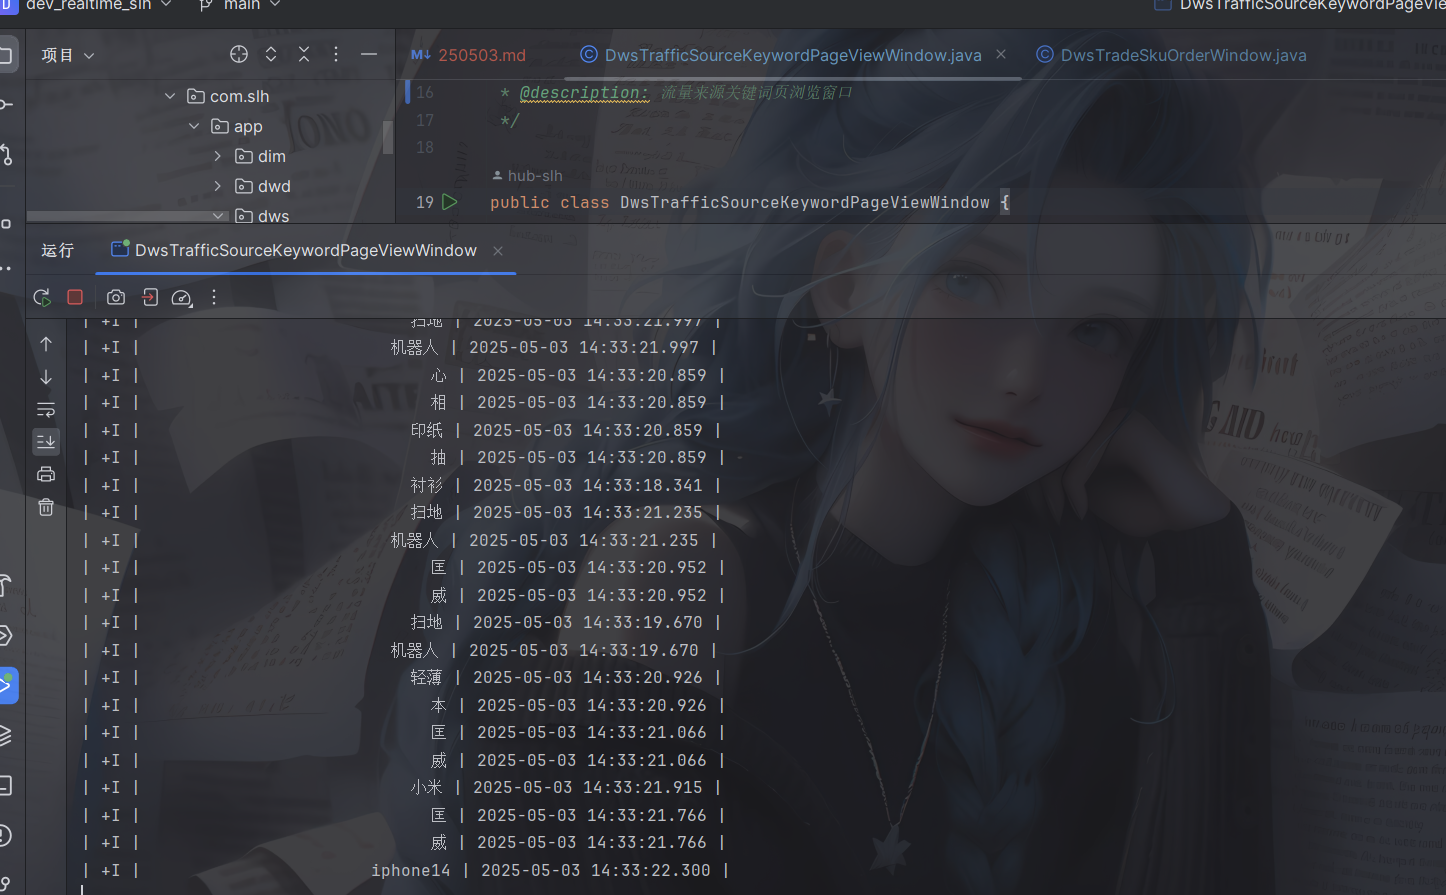 dev_realtime_slh
main
DwsTrafficSourceKeywordPageVie
项目
250503.md
DwsTrafficSourceKeywordPageViewWindow.java
DwsTradeSkuOrderWindow.java
com.slh
app
dim
dwd
dws
16 * @description: 流量来源关键词页浏览窗口
17 */
18
hub-slh
19 public class DwsTrafficSourceKeywordPageViewWindow {
运行 DwsTrafficSourceKeywordPageViewWindow
| +I | 扫地 | 2025-05-03 14:33:21.997 |
| +I | 机器人 | 2025-05-03 14:33:21.997 |
| +I | 心 | 2025-05-03 14:33:20.859 |
| +I | 相 | 2025-05-03 14:33:20.859 |
| +I | 印纸 | 2025-05-03 14:33:20.859 |
| +I | 抽 | 2025-05-03 14:33:20.859 |
| +I | 衬衫 | 2025-05-03 14:33:18.341 |
| +I | 扫地 | 2025-05-03 14:33:21.235 |
| +I | 机器人 | 2025-05-03 14:33:21.235 |
| +I | 匡 | 2025-05-03 14:33:20.952 |
| +I | 威 | 2025-05-03 14:33:20.952 |
| +I | 扫地 | 2025-05-03 14:33:19.670 |
| +I | 机器人 | 2025-05-03 14:33:19.670 |
| +I | 轻薄 | 2025-05-03 14:33:20.926 |
| +I | 本 | 2025-05-03 14:33:20.926 |
| +I | 匡 | 2025-05-03 14:33:21.066 |
| +I | 威 | 2025-05-03 14:33:21.066 |
| +I | 小米 | 2025-05-03 14:33:21.915 |
| +I | 匡 | 2025-05-03 14:33:21.766 |
| +I | 威 | 2025-05-03 14:33:21.766 |
| +I | iphone14 | 2025-05-03 14:33:22.300 |